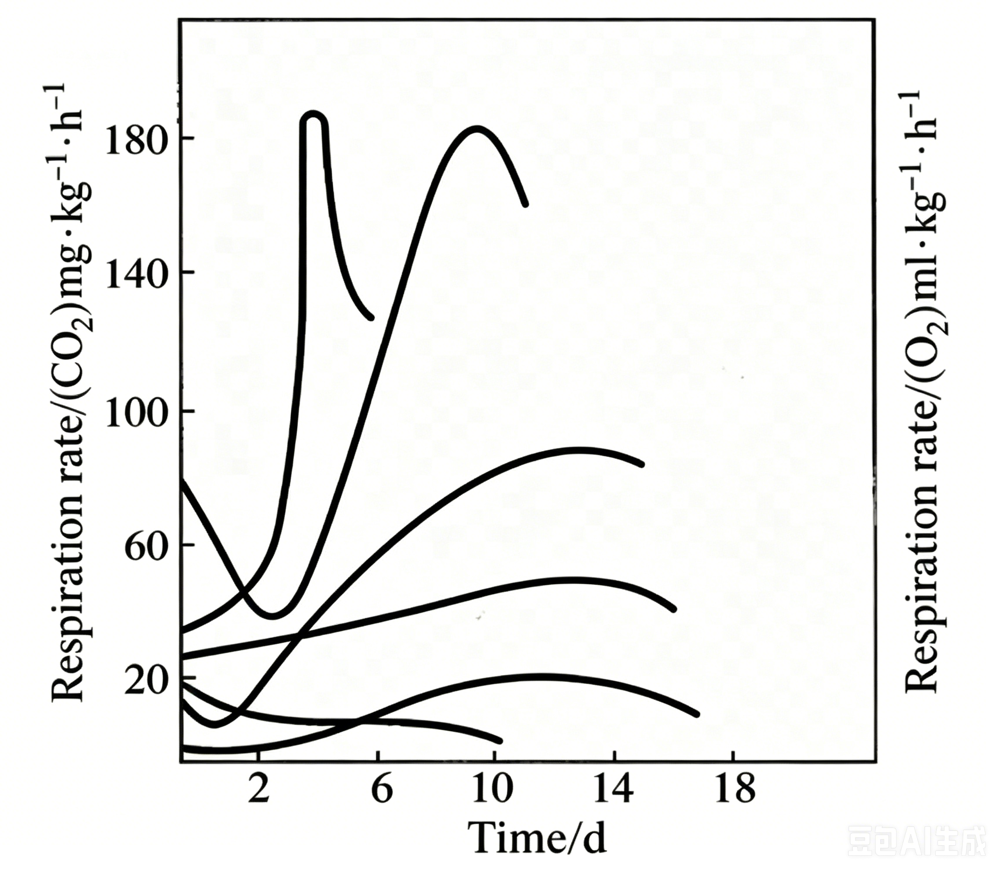 Respiration rate/(CO₂)mg·kg⁻¹·h⁻¹
180
140
100
60
20
2 6 10 14 18
Time/d
Respiration rate/(O₂)ml·kg⁻¹·h⁻¹
豆包AI生成